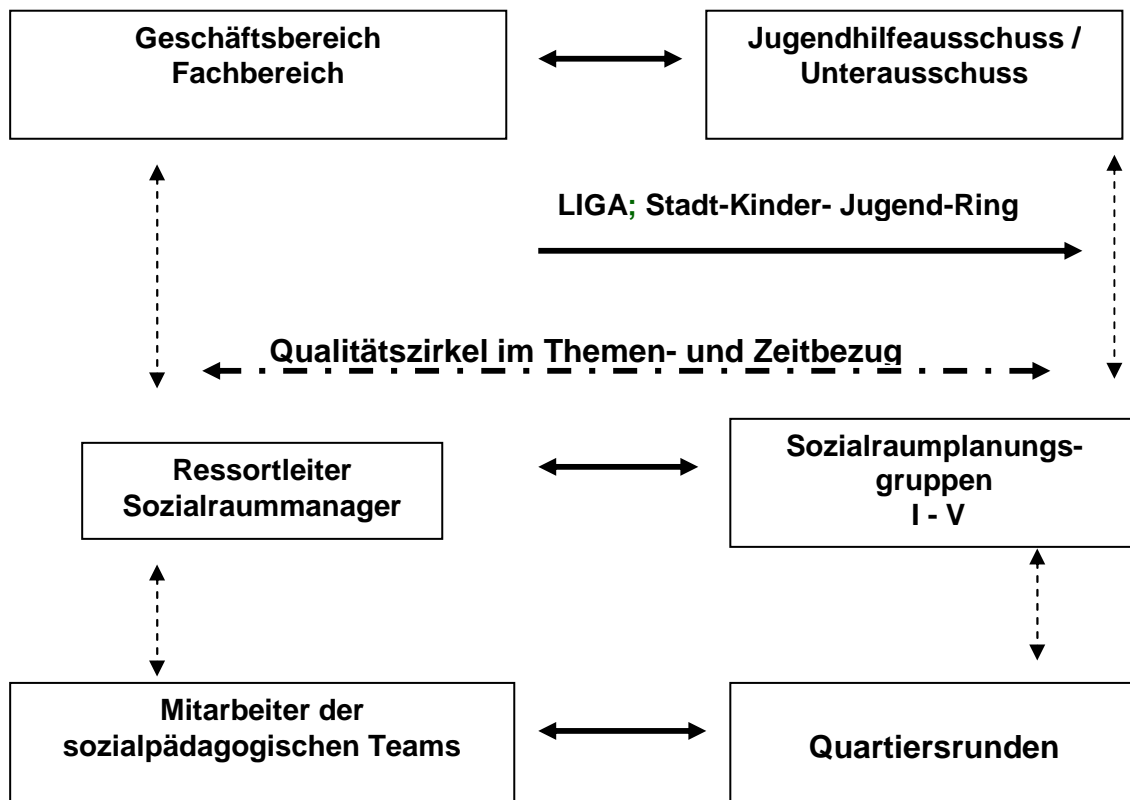 Geschäftsbereich
Fachbereich
Jugendhilfeausschuss /
Unterausschuss
LIGA; Stadt-Kinder- Jugend-Ring
Qualitätszirkel im Themen- und Zeitbezug
Ressortleiter
Sozialraummanager
Sozialraumplanungs-
gruppen
I - V
Mitarbeiter der
sozialpädagogischen Teams
Quartiersrunden